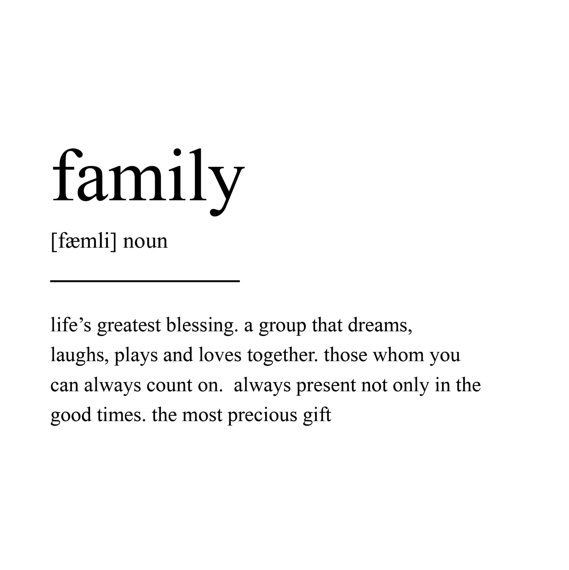 family
[fæmli] noun
life’s greatest blessing. a group that dreams,
laughs, plays and loves together. those whom you
can always count on.  always present not only in the
good times. the most precious gift